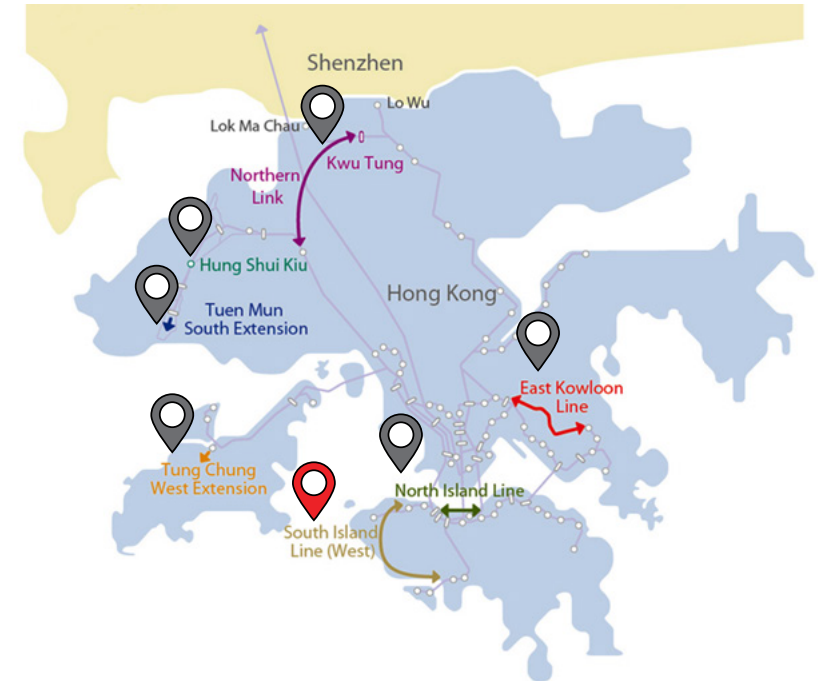 Shenzhen
Lo Wu
Lok Ma Chau
Kwu Tung
Northern
Link
Hung Shui Kiu
Hong Kong
Tuen Mun
South Extension
East Kowloon
Line
Tung Chung
West Extension
North Island Line
South Island
Line (West)